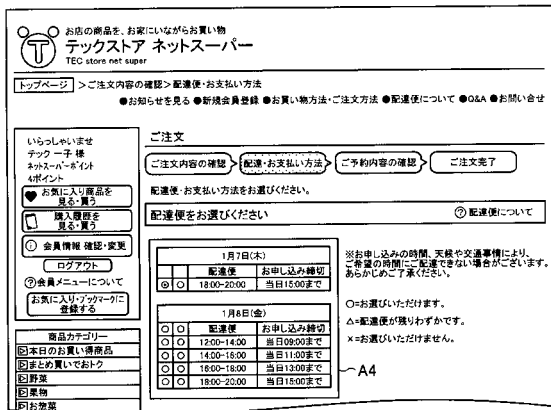 お店の商品を、お家にいながらお買い物
テックストア ネットスーパー
TEC store net super
トップページ >ご注文内容の確認>配達便・お支払い方法
●お知らせを見る ●新規会員登録 ●お買い物方法・ご注文方法 ●配達便について ●Q&A ●お問い合せ
いらっしゃいませ
テック 一子 様
ネットスーパーポイント
4ポイント
お気に入り商品を
見る・買う
購入履歴を
見る・買う
会員情報 確認・変更
ログアウト
?会員メニューについて
お気に入り・ブックマークに
登録する
商品カテゴリー
本日のお買い得商品
まとめ買いでおトク
野菜
果物
お惣菜
ご注文
ご注文内容の確認
配達・お支払い方法
ご予約内容の確認
ご注文完了
配達便・お支払い方法をお選びください。
配達便をお選びください ?配達便について
1月7日(木)
配達便 お申し込み締切
◎ ○ 18:00-20:00 当日15:00まで
1月8日(金)
○ ○ 配達便 お申し込み締切
○ ○ 12:00-14:00 当日09:00まで
○ ○ 14:00-16:00 当日11:00まで
○ ○ 16:00-18:00 当日13:00まで
○ ○ 18:00-20:00 当日15:00まで
※お申し込みの時間、天候や交通事情により、
ご希望の時間にご配達できない場合がございます。
あらかじめご了承ください。
○=お選びいただけます。
△=配達便が残りわずかです。
×=お選びいただけません。
A4